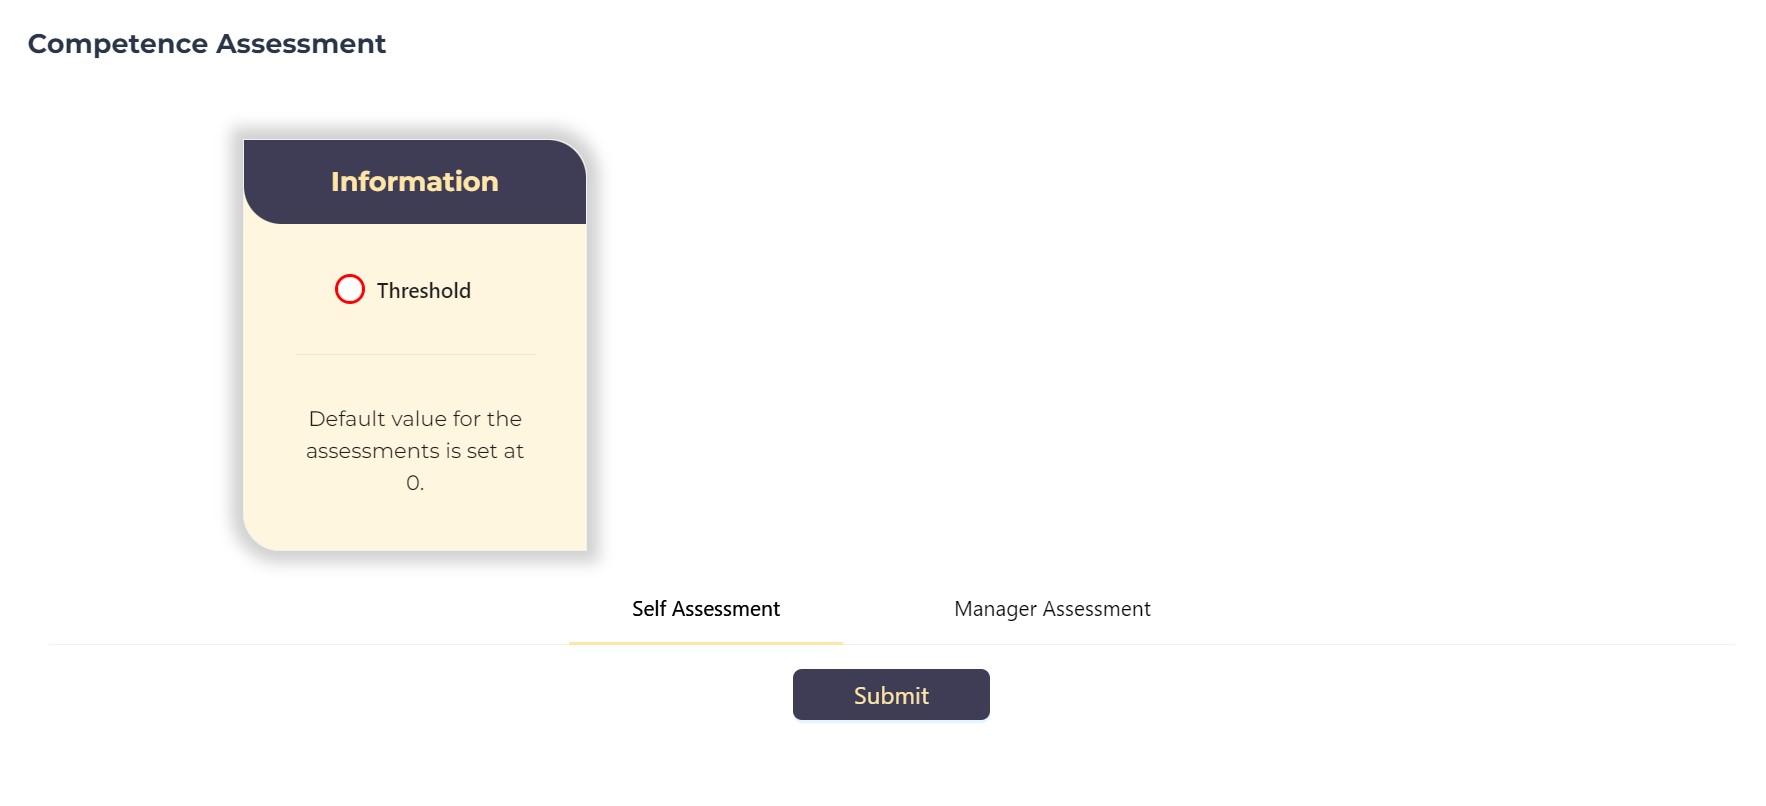 Competence Assessment
Information
Threshold
Default value for the
assessments is set at
0.
Self Assessment
Manager Assessment
Submit